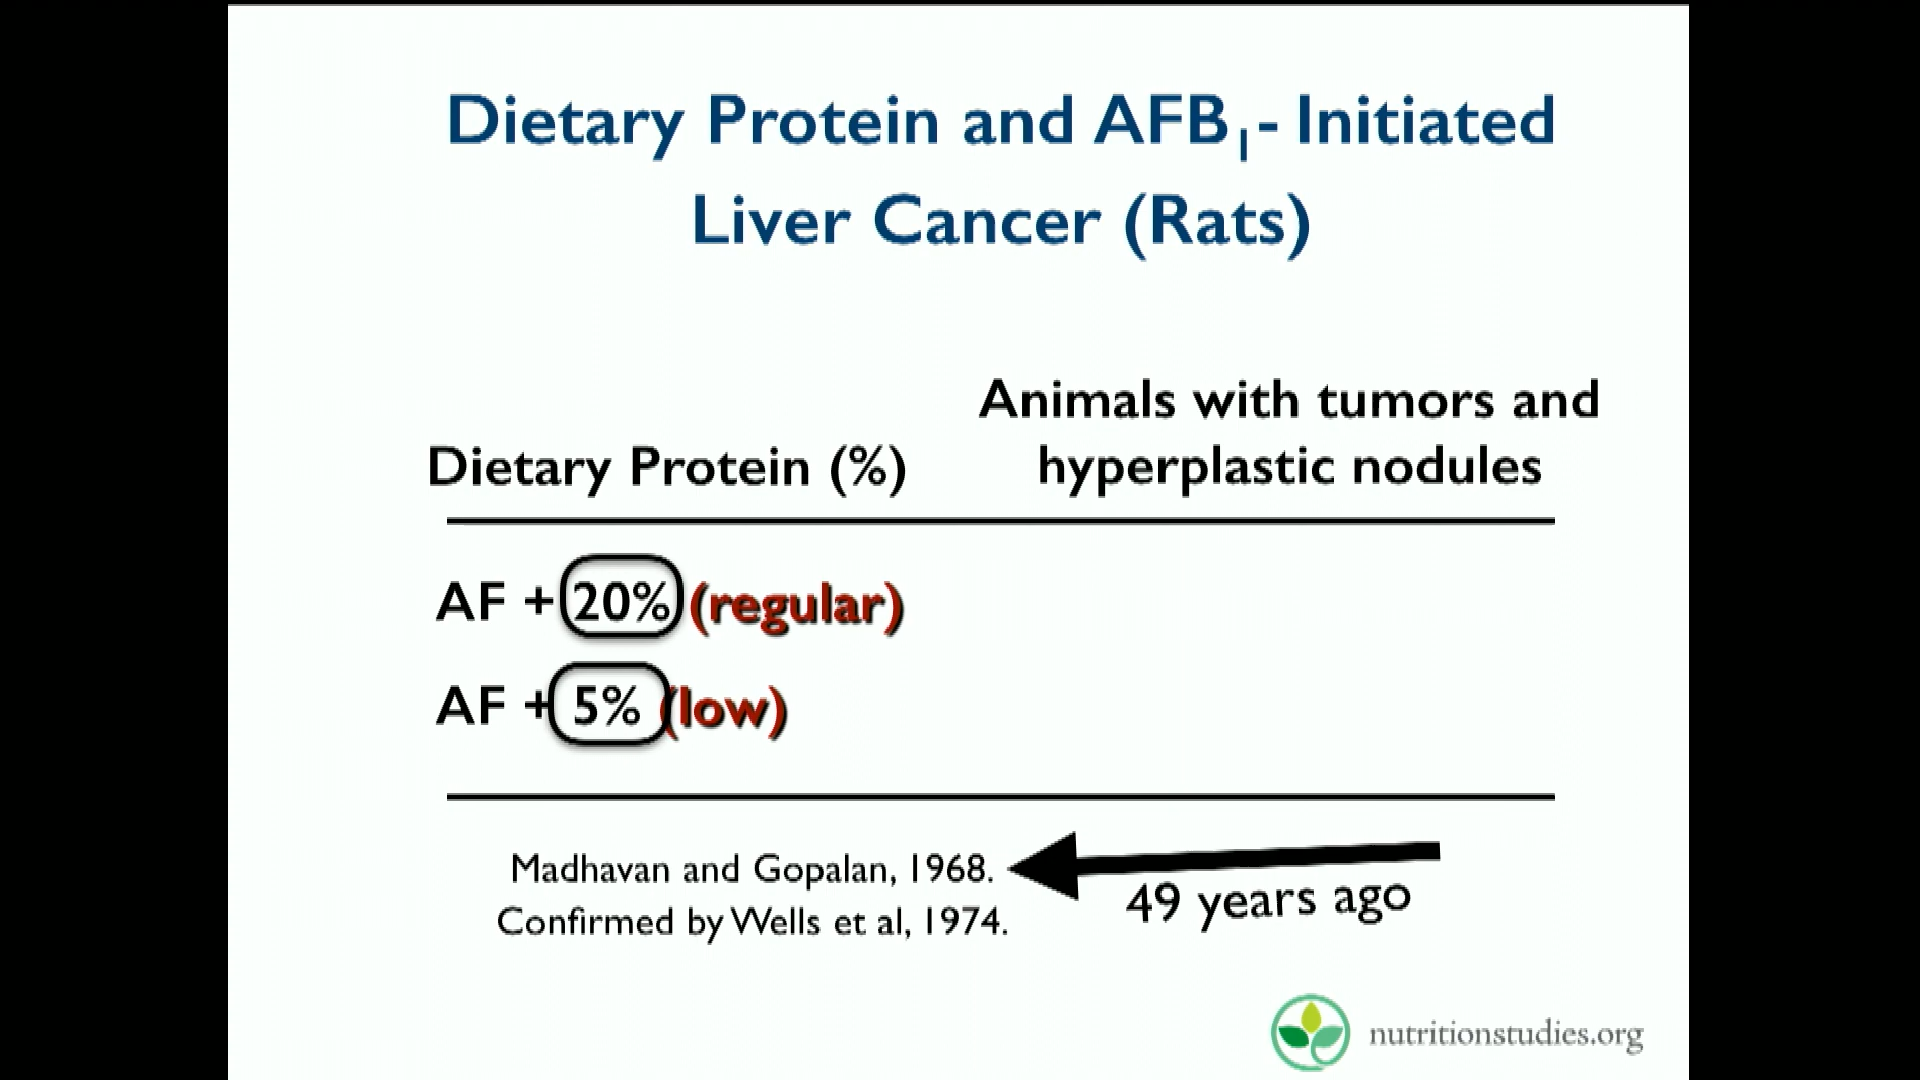 Dietary Protein and AFB₁- Initiated
Liver Cancer (Rats)
Animals with tumors and
Dietary Protein (%) hyperplastic nodules
AF + 20% (regular)
AF + 5% (low)
Madhavan and Gopalan, 1968.
49 years ago
Confirmed by Wells et al, 1974.
nutritionstudies.org